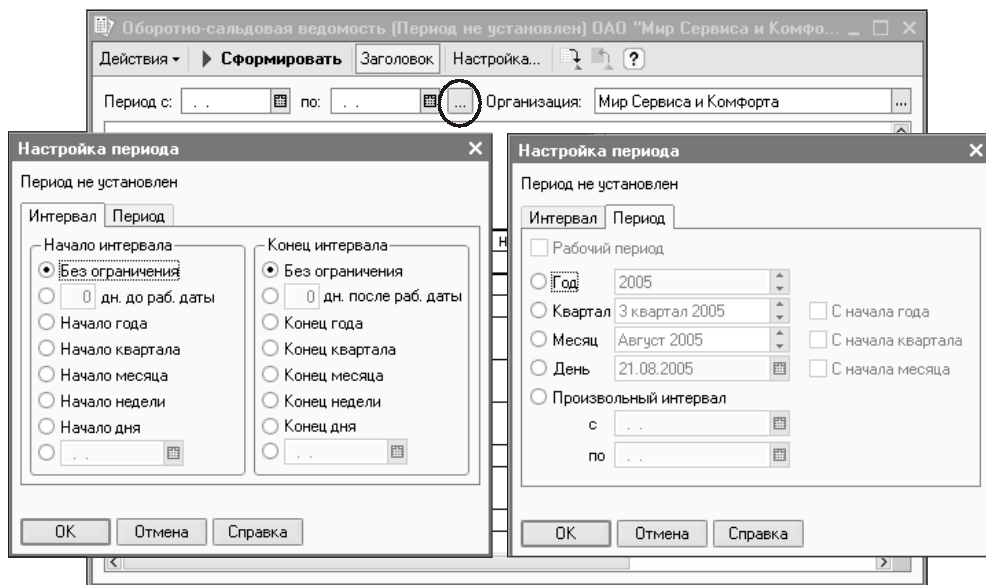 Оборотно-сальдовая ведомость (Период не установлен) ОАО "Мир Сервиса и Комфо...
Действия Сформировать Заголовок Настройка... ?
Период с: . . по: . . ... Организация: Мир Сервиса и Комфорта ...
Настройка периода
Период не установлен
Интервал Период
Начало интервала
Без ограничения
0 дн. до раб. даты
Начало года
Начало квартала
Начало месяца
Начало недели
Начало дня
. .
Конец интервала
Без ограничения
0 дн. после раб. даты
Конец года
Конец квартала
Конец месяца
Конец недели
Конец дня
. .
OK Отмена Справка
Н
Настройка периода
Период не установлен
Интервал Период
Рабочий период
Год 2005
Квартал 3 квартал 2005 С начала года
Месяц Август 2005 С начала квартала
День 21.08.2005 С начала месяца
Произвольный интервал
с . .
по . .
OK Отмена Справка